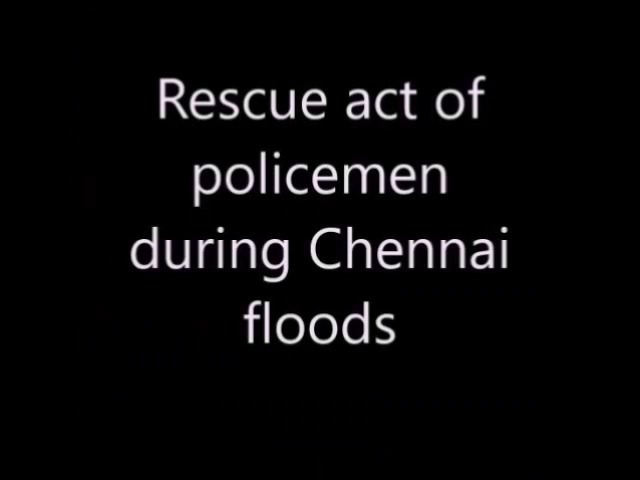 Rescue act of
policemen
during Chennai
floods